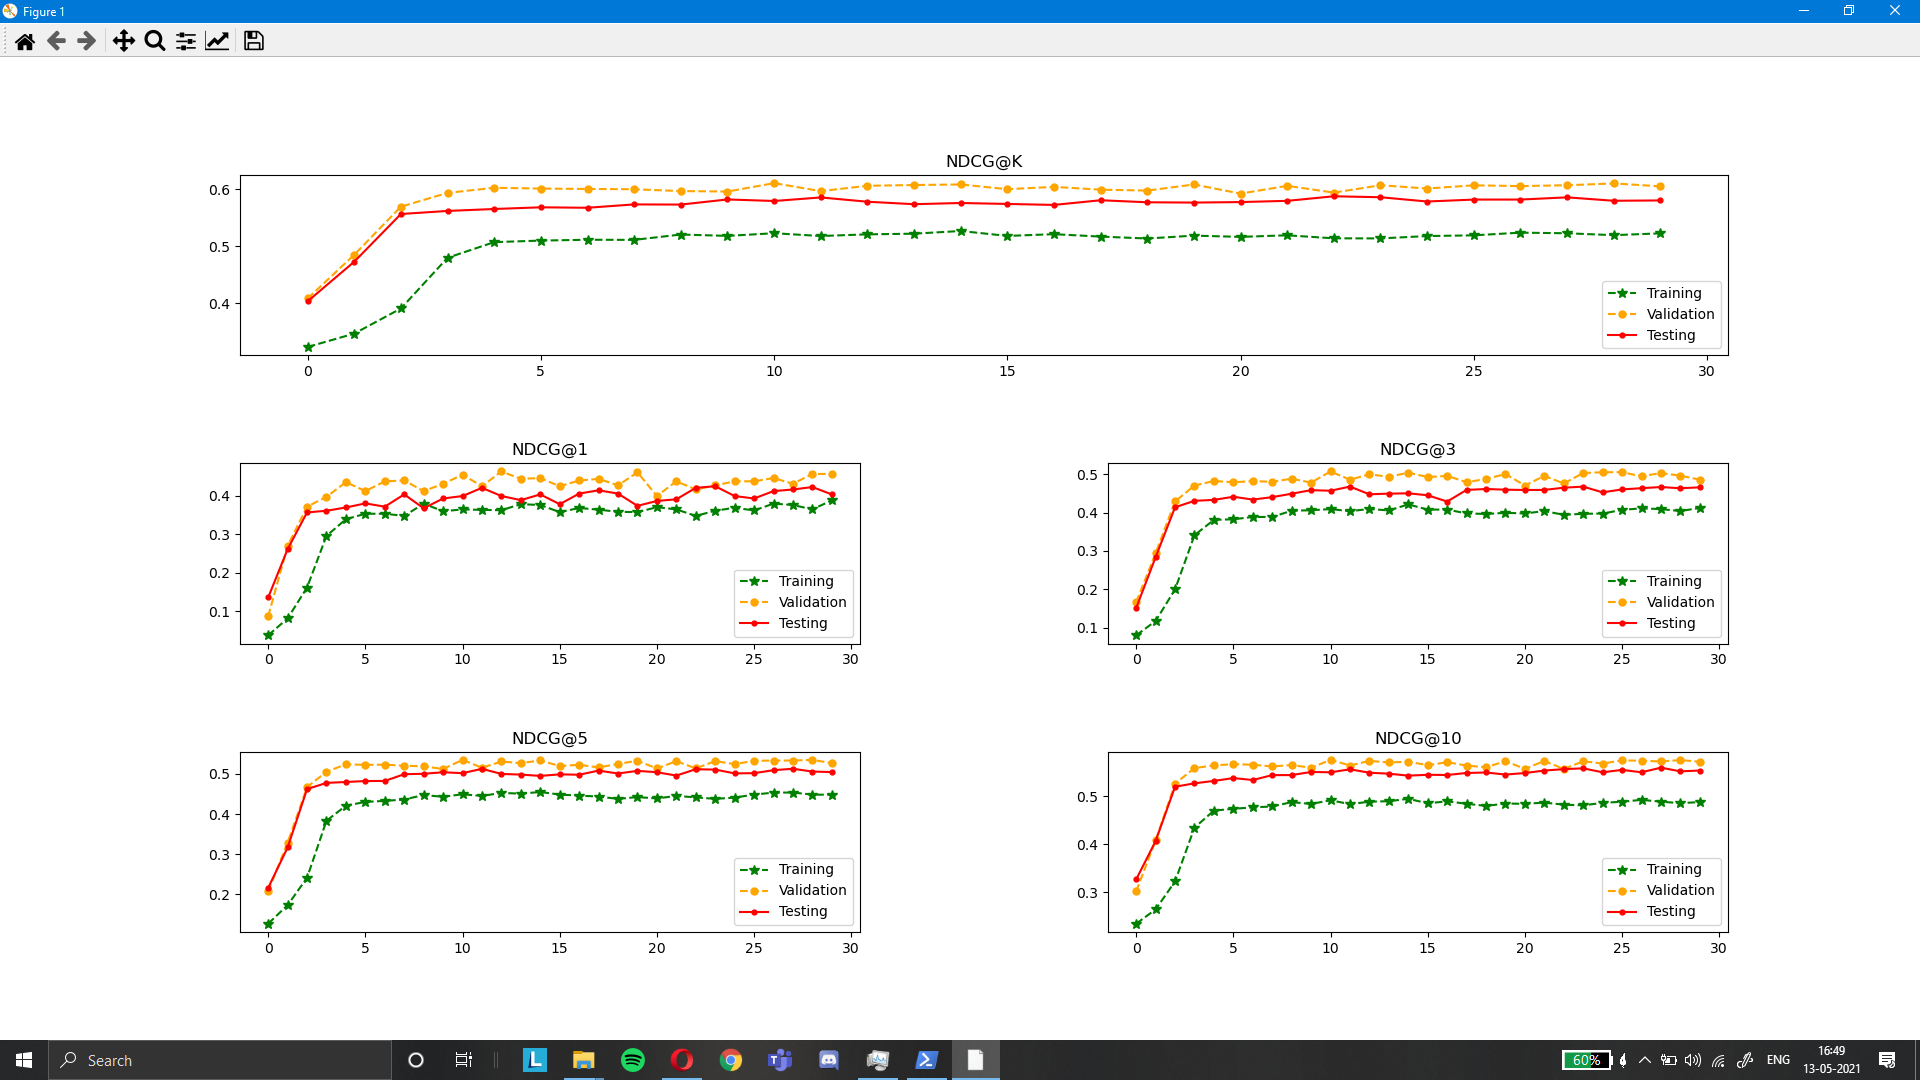 Figure 1
NDCG@K
0.6
0.5
0.4
Training
Validation
Testing
0 5 10 15 20 25 30
NDCG@1
0.4
0.3
0.2
0.1
Training
Validation
Testing
0 5 10 15 20 25 30
NDCG@3
0.5
0.4
0.3
0.2
0.1
Training
Validation
Testing
0 5 10 15 20 25 30
NDCG@5
0.5
0.4
0.3
0.2
Training
Validation
Testing
0 5 10 15 20 25 30
NDCG@10
0.5
0.4
0.3
Training
Validation
Testing
0 5 10 15 20 25 30
Search
L
60%
ENG
16:49
13-05-2021